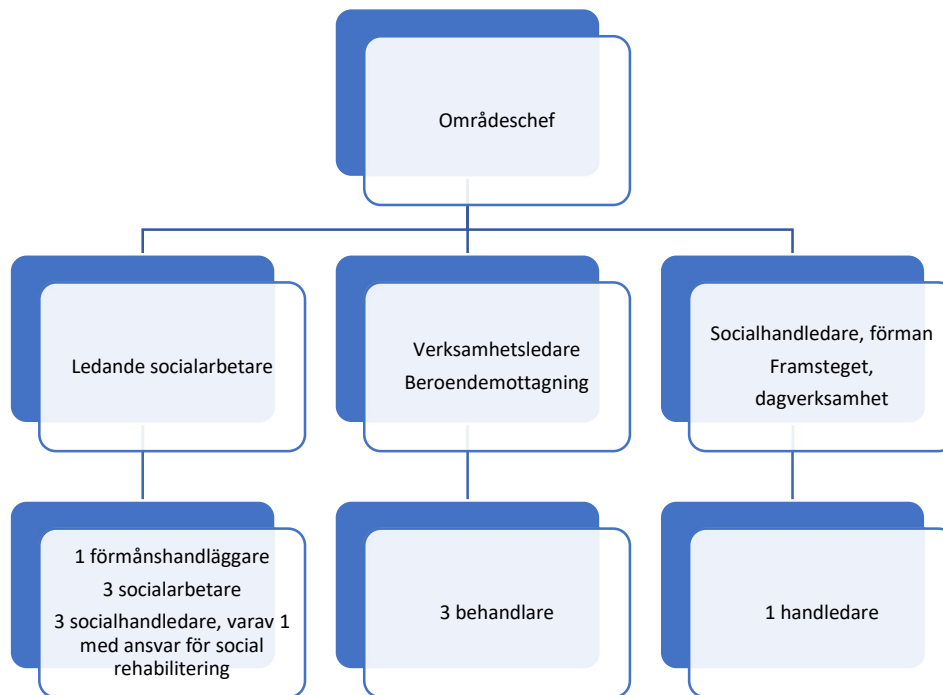 Områdeschef
Ledande socialarbetare
Verksamhetsledare
Beroendemottagning
Socialhandledare, förman
Framsteget,
dagverksamhet
1 förmånshandläggare
3 socialarbetare
3 socialhandledare, varav 1
med ansvar för social
rehabilitering
3 behandlare
1 handledare